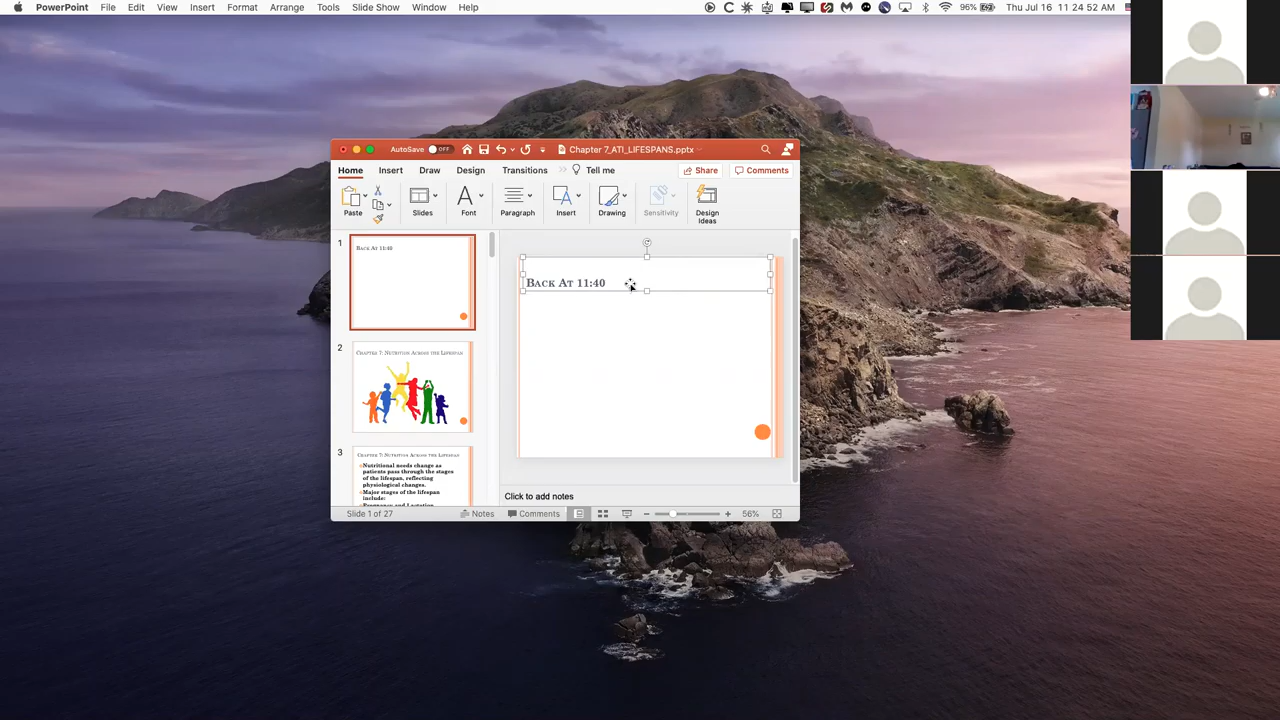 PowerPoint File Edit View Insert Format Arrange Tools Slide Show Window Help
96% Thu Jul 16 11 24 52 AM
AutoSave OFF
Chapter 7_ATI_LIFESPANS.pptx
Home Insert Draw Design Transitions Tell me Share Comments
Paste Slides Font Paragraph Insert Drawing Sensitivity Design Ideas
1
Back At 11:40
2
Chapter 7: Nutrition Across the Lifespan
3
Chapter 7: Nutrition Across the Lifespan
Nutritional needs change as
patients pass through the stages
of the lifespan, reflecting
physiological changes.
Major stages of the lifespan
include:
Pregnancy and Lactation
Back At 11:40
Click to add notes
Slide 1 of 27 Notes Comments 56%